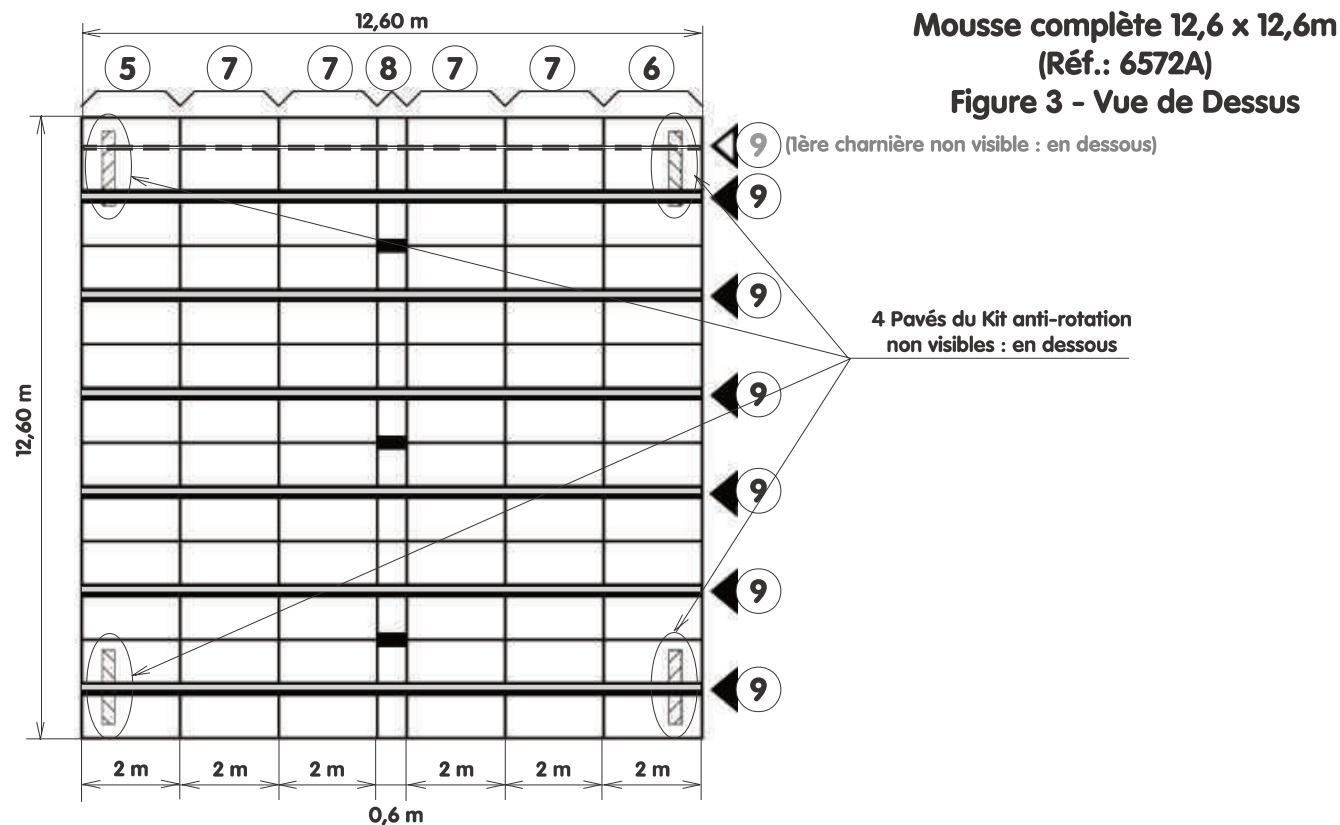 12,60 m
Mousse complète 12,6 x 12,6m
(Réf.: 6572A)
Figure 3 - Vue de Dessus
5
7
7
8
7
7
6
9 (1ère charnière non visible : en dessous)
9
9
4 Pavés du Kit anti-rotation
non visibles : en dessous
9
12,60 m
9
9
9
2 m
2 m
2 m
2 m
2 m
2 m
0,6 m